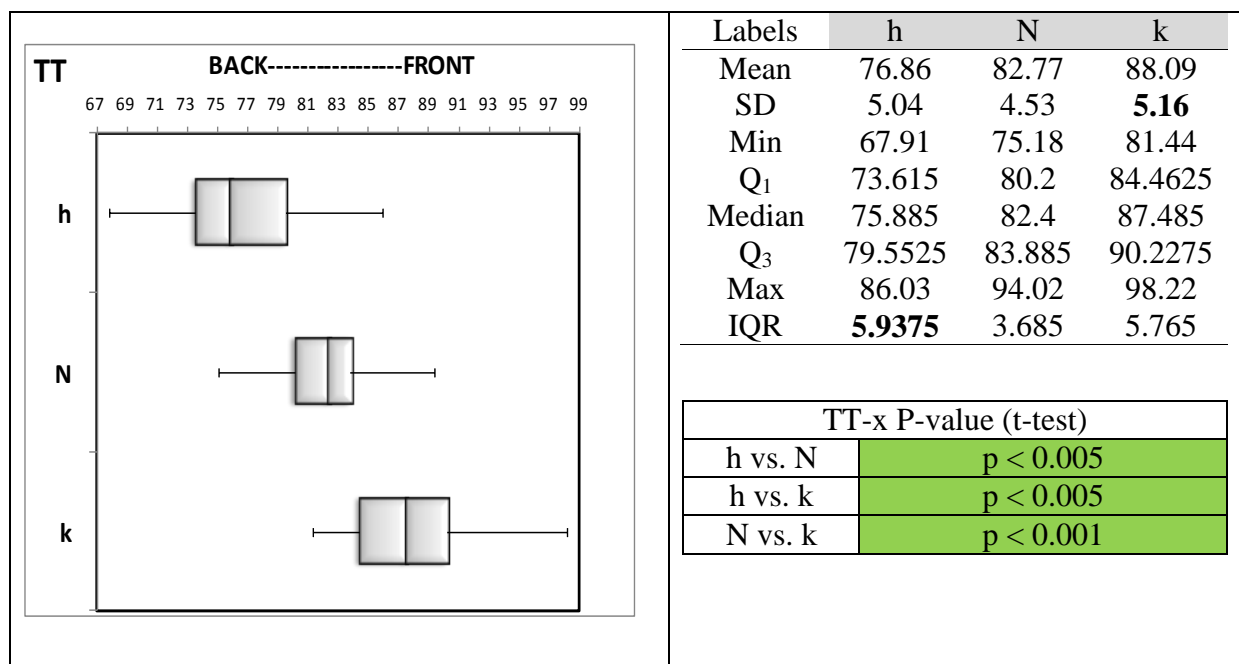 TT BACK-----------------FRONT
67 69 71 73 75 77 79 81 83 85 87 89 91 93 95 97 99
h
N
k
Labels h N k
Mean 76.86 82.77 88.09
SD 5.04 4.53 5.16
Min 67.91 75.18 81.44
Q1 73.615 80.2 84.4625
Median 75.885 82.4 87.485
Q3 79.5525 83.885 90.2275
Max 86.03 94.02 98.22
IQR 5.9375 3.685 5.765
TT-x P-value (t-test)
h vs. N p < 0.005
h vs. k p < 0.005
N vs. k p < 0.001